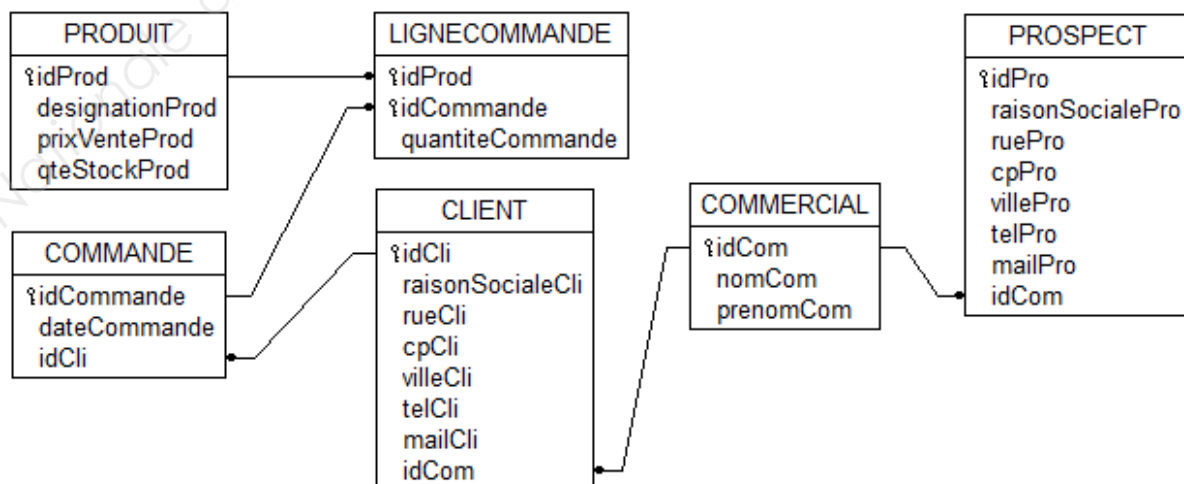 PRODUIT
idProd
designationProd
prixVenteProd
qteStockProd
LIGNECOMMANDE
idProd
idCommande
quantiteCommande
PROSPECT
idPro
raisonSocialePro
ruePro
cpPro
villePro
telPro
mailPro
idCom
COMMANDE
idCommande
dateCommande
idCli
CLIENT
idCli
raisonSocialeCli
rueCli
cpCli
villeCli
telCli
mailCli
idCom
COMMERCIAL
idCom
nomCom
prenomCom
Nationale